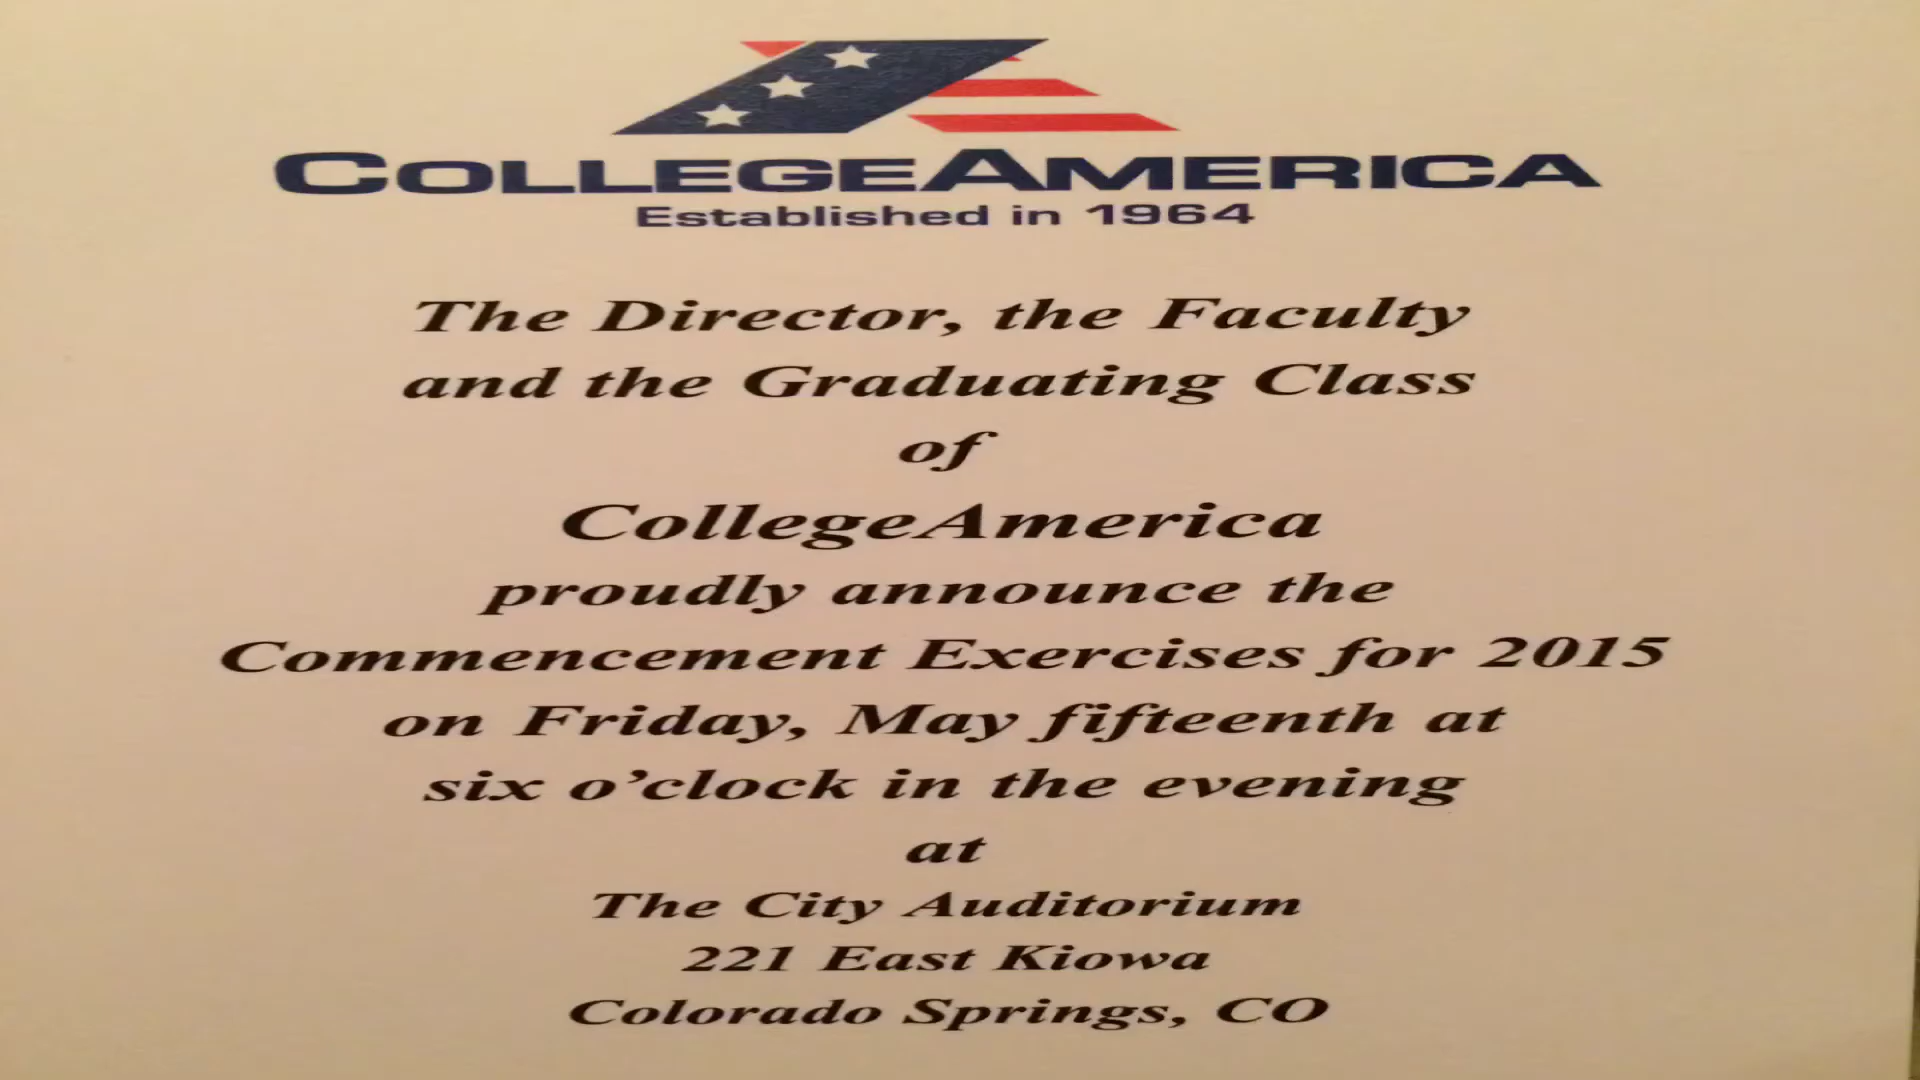 COLLEGEAMERICA
Established in 1964
The Director, the Faculty
and the Graduating Class
of
CollegeAmerica
proudly announce the
Commencement Exercises for 2015
on Friday, May fifteenth at
six o’clock in the evening
at
The City Auditorium
221 East Kiowa
Colorado Springs, CO